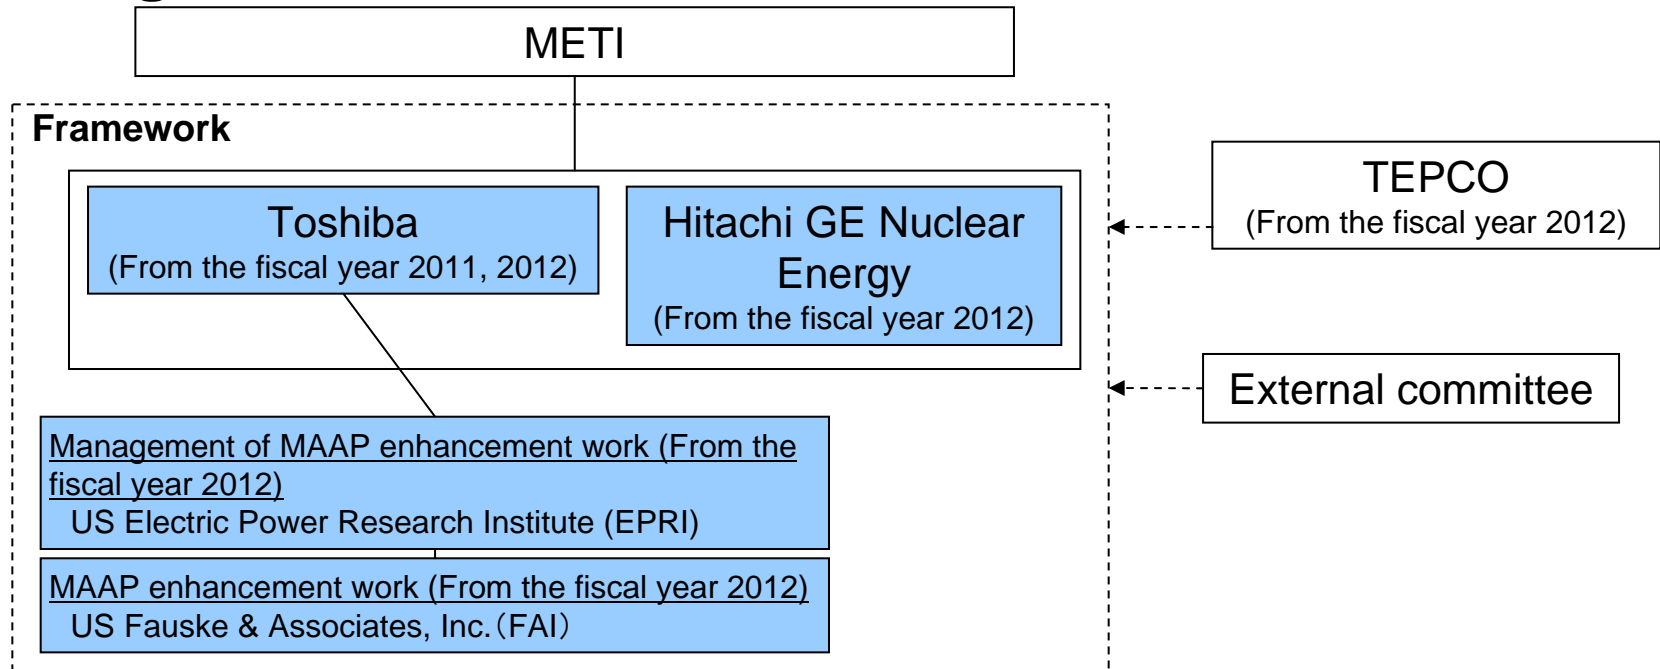 METI
Framework
Toshiba
(From the fiscal year 2011, 2012)
Hitachi GE Nuclear
Energy
(From the fiscal year 2012)
TEPCO
(From the fiscal year 2012)
External committee
Management of MAAP enhancement work (From the
fiscal year 2012)
US Electric Power Research Institute (EPRI)
MAAP enhancement work (From the fiscal year 2012)
US Fauske & Associates, Inc.（FAI）